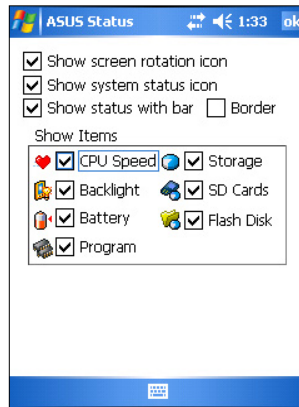 ASUS Status 1:33 ok
Show screen rotation icon
Show system status icon
Show status with bar Border
Show Items
CPU Speed Storage
Backlight SD Cards
Battery Flash Disk
Program